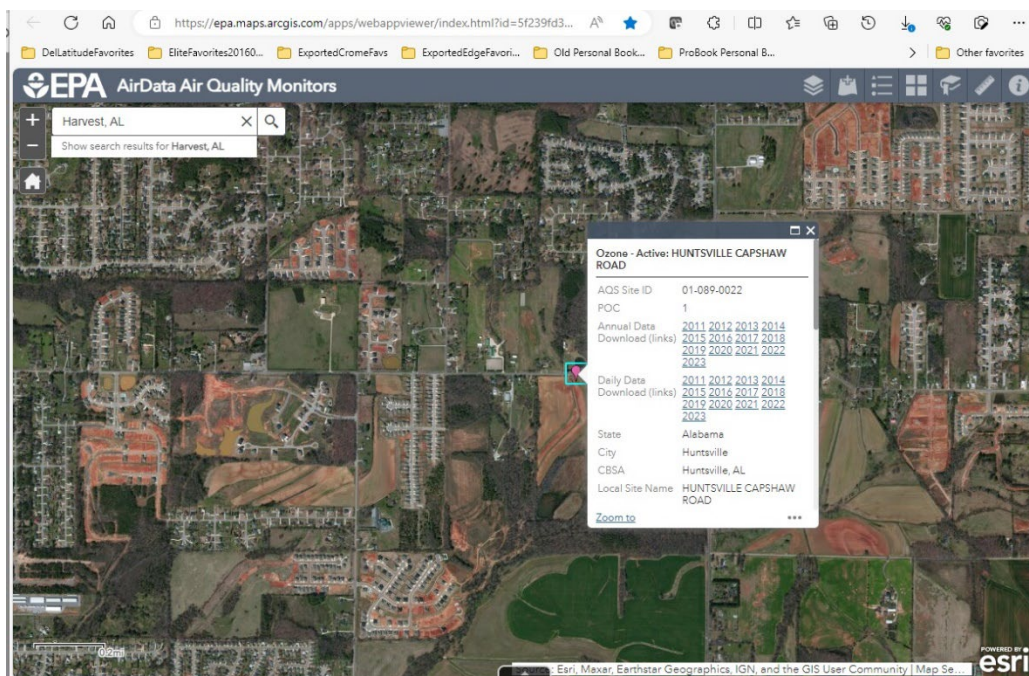 https://epa.maps.arcgis.com/apps/webappviewer/index.html?id=5f239fd3...
DelLatitudeFavorites EliteFavorites20160... ExportedCromeFavs ExportedEdgeFavori... Old Personal Book... ProBook Personal B... Other favorites
EPA AirData Air Quality Monitors
Harvest, AL
Show search results for Harvest, AL
Ozone - Active: HUNTSVILLE CAPSHAW
ROAD
AQS Site ID 01-089-0022
POC 1
Annual Data 2011 2012 2013 2014
Download (links) 2015 2016 2017 2018
2019 2020 2021 2022
2023
Daily Data 2011 2012 2013 2014
Download (links) 2015 2016 2017 2018
2019 2020 2021 2022
2023
State Alabama
City Huntsville
CBSA Huntsville, AL
Local Site Name HUNTSVILLE CAPSHAW
ROAD
Zoom to
0.2mi
Esri, Maxar, Earthstar Geographics, IGN, and the GIS User Community | Map Se...
POWERED BY
esri